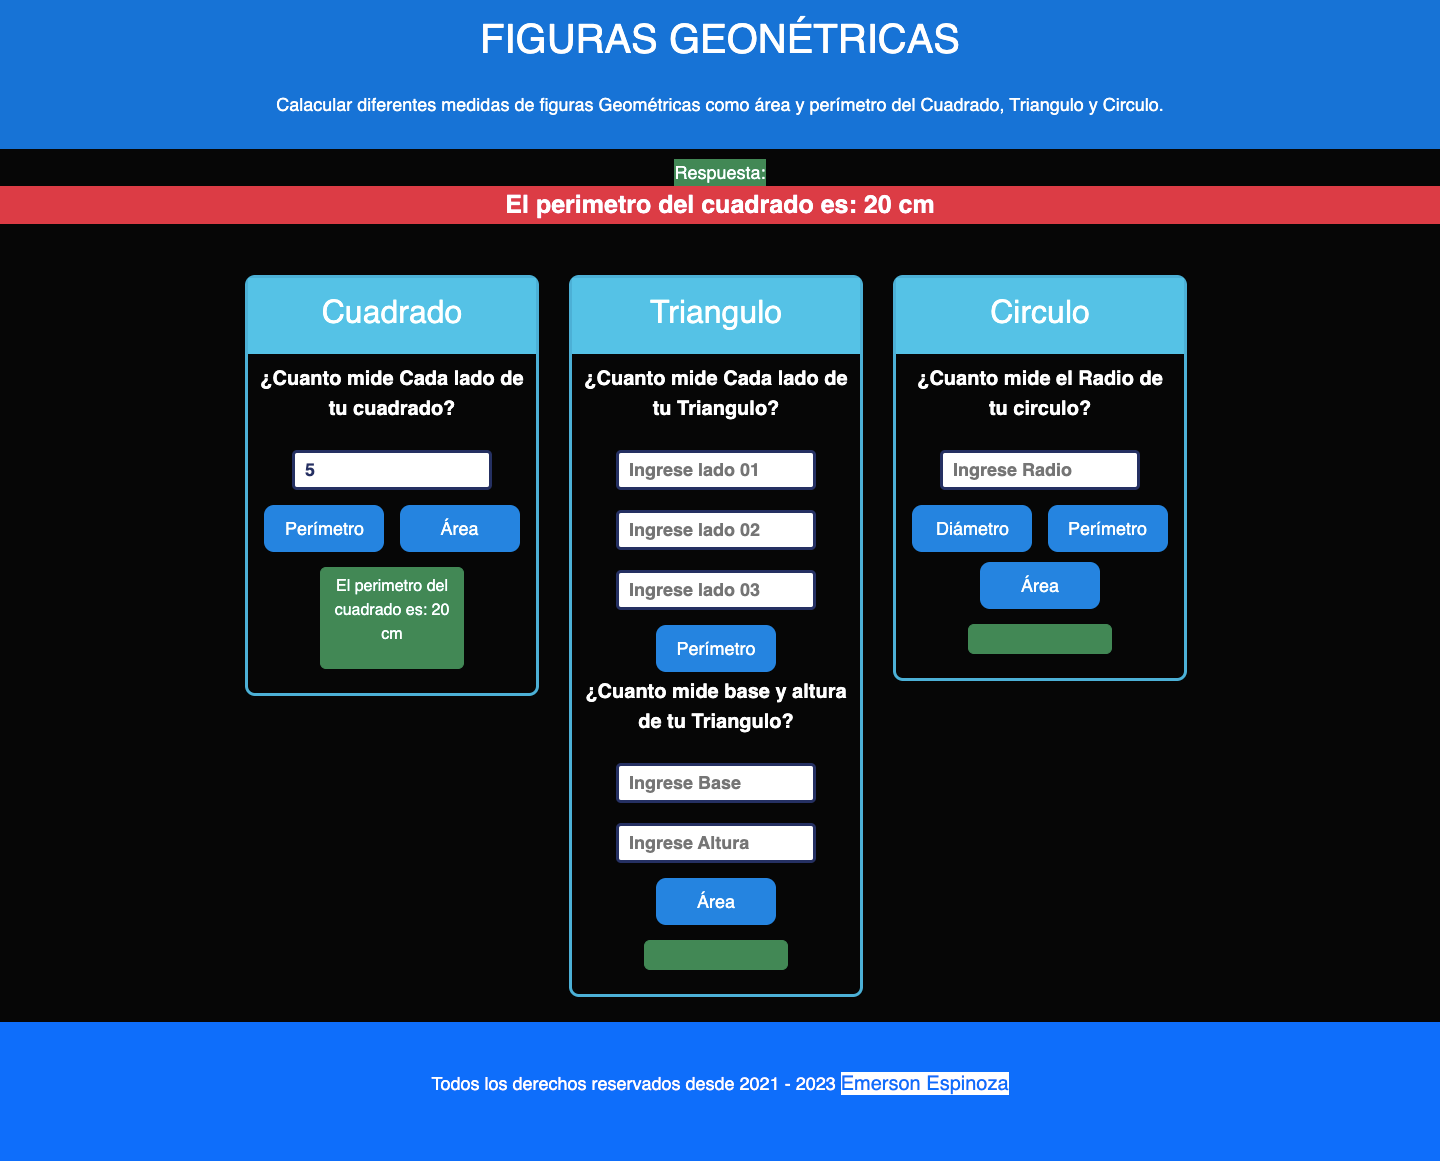 FIGURAS GEONÉTRICAS
Calacular diferentes medidas de figuras Geométricas como área y perímetro del Cuadrado, Triangulo y Circulo.
Respuesta:
El perimetro del cuadrado es: 20 cm
Cuadrado
¿Cuanto mide Cada lado de
tu cuadrado?
5
Perímetro
Área
El perimetro del
cuadrado es: 20
cm
Triangulo
¿Cuanto mide Cada lado de
tu Triangulo?
Ingrese lado 01
Ingrese lado 02
Ingrese lado 03
Perímetro
¿Cuanto mide base y altura
de tu Triangulo?
Ingrese Base
Ingrese Altura
Área
Circulo
¿Cuanto mide el Radio de
tu circulo?
Ingrese Radio
Diámetro
Perímetro
Área
Todos los derechos reservados desde 2021 - 2023 Emerson Espinoza